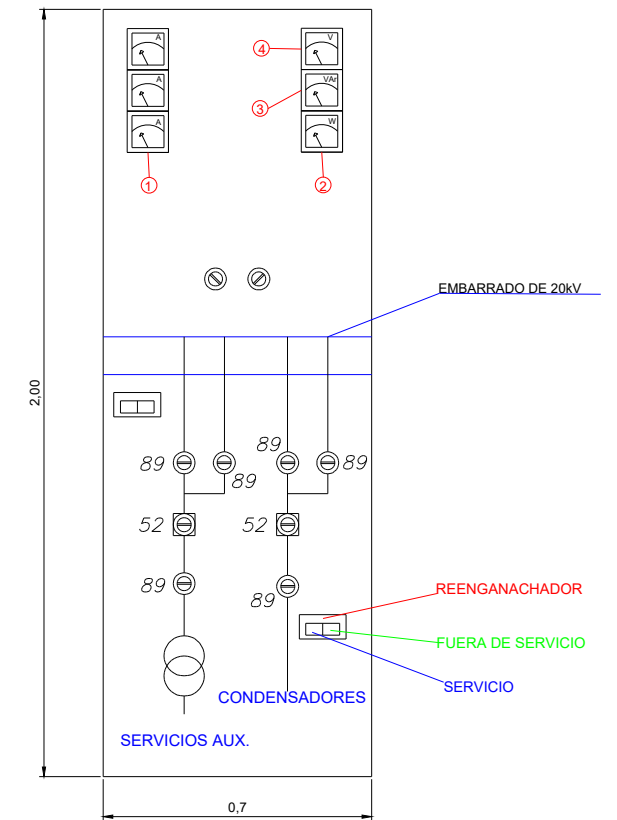 A
V
4
A
VAr
3
A
W
1
2
EMBARRADO DE 20kV
2,00
89
89
89
89
52
52
89
89
REENGANACHADOR
FUERA DE SERVICIO
SERVICIO
CONDENSADORES
SERVICIOS AUX.
0,7